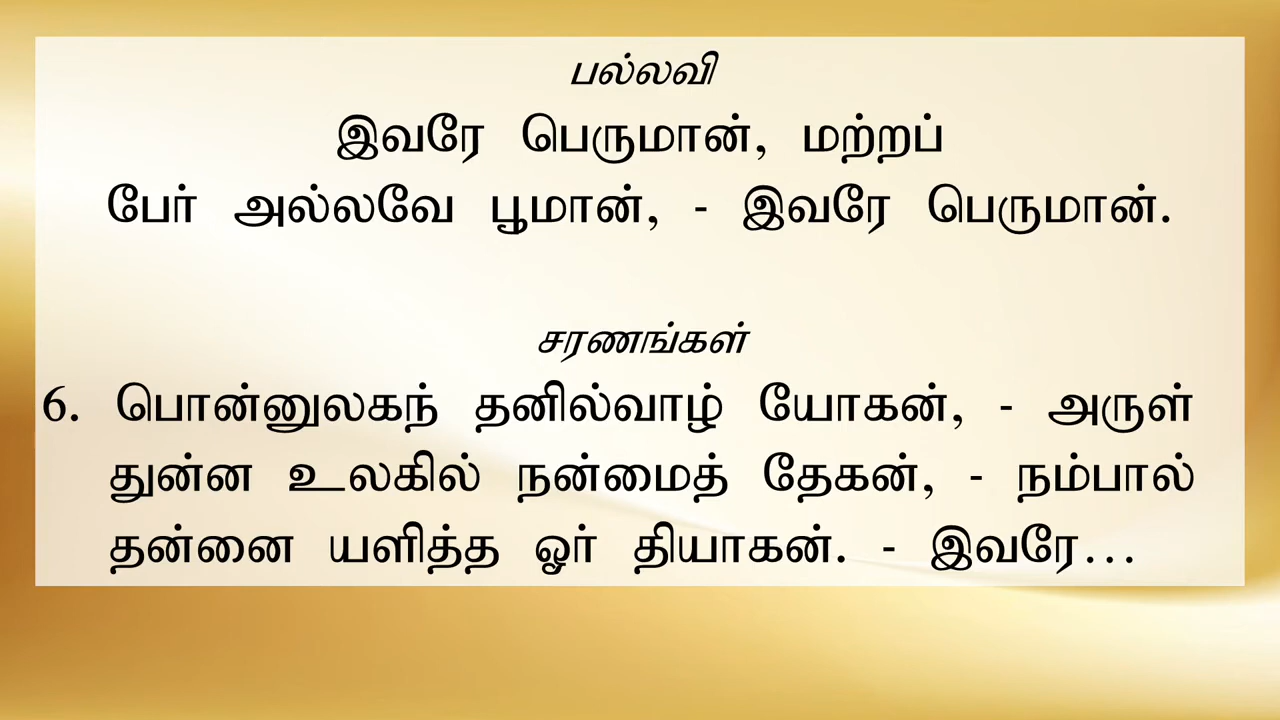 பல்லவி
இவரே பெருமான், மற்றப்
பேர் அல்லவே பூமான், - இவரே பெருமான்.
சரணங்கள்
6. பொன்னுலகந் தனில்வாழ் யோகன், - அருள்
துன்ன உலகில் நன்மைத் தேகன், - நம்பால்
தன்னை யளித்த ஓர் தியாகன். - இவரே...